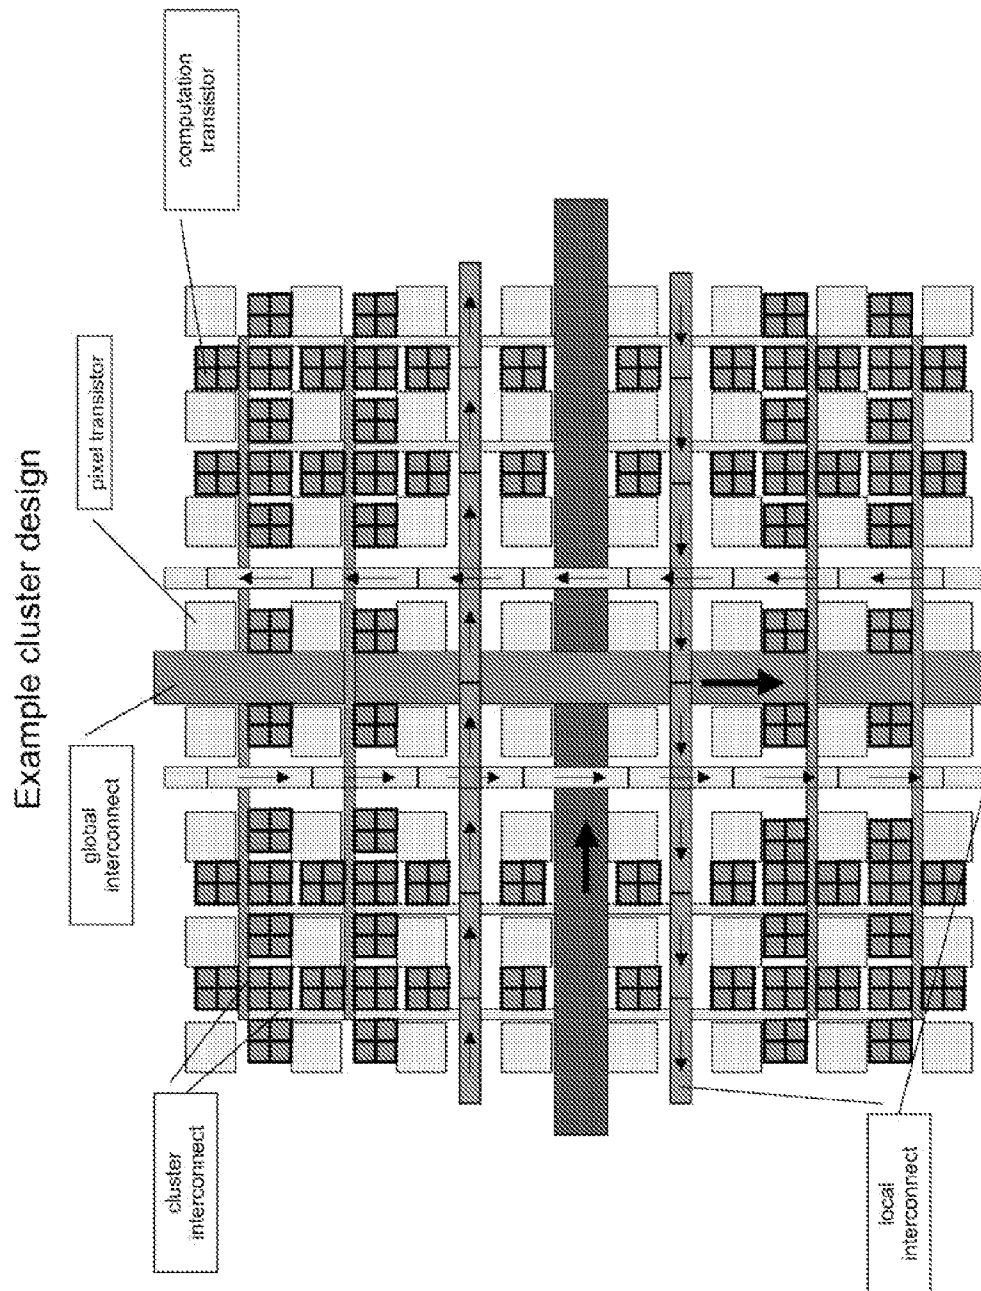 Example cluster design
computation
transistor
pixel transistor
global
interconnect
cluster
interconnect
local
interconnect